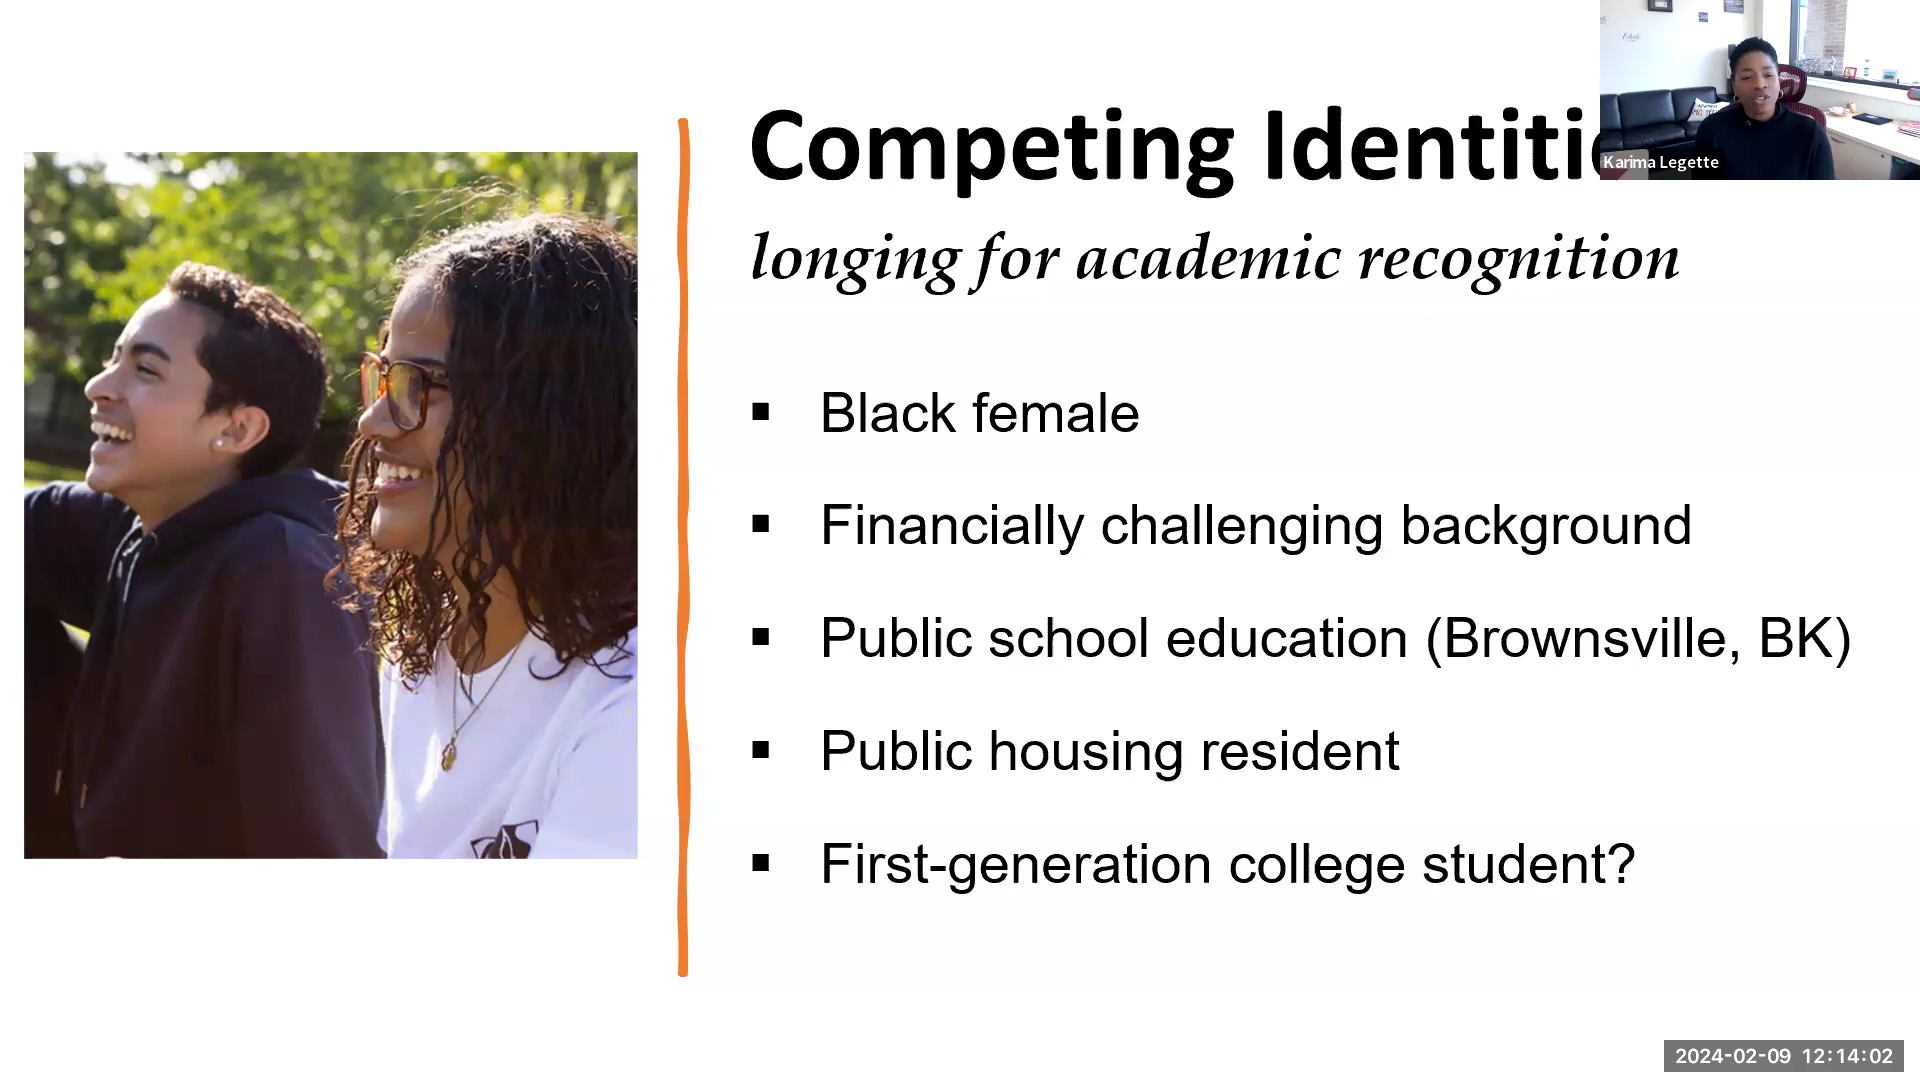 Competing Identitie
longing for academic recognition
▪ Black female
▪ Financially challenging background
▪ Public school education (Brownsville, BK)
▪ Public housing resident
▪ First-generation college student?
Karima Legette
2024-02-09 12:14:02